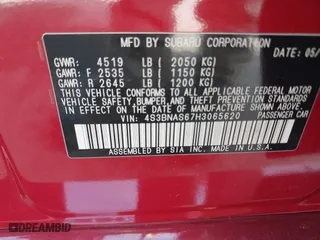 MFD BY SUBARU CORPORATION
DATE: 05/
GVWR: 4519 LB ( 2050 KG)
GAWR: F 2535 LB ( 1150 KG)
GAWR: R 2645 LB ( 1200 KG)
THIS VEHICLE CONFORMS TO ALL APPLICABLE FEDERAL MOTOR
VEHICLE SAFETY, BUMPER, AND THEFT PREVENTION STANDARDS
IN EFFECT ON THE DATE OF MANUFACTURE SHOWN ABOVE.
VIN: 4S3BNAS67H3065620
PASSENGER CAR
ASSEMBLED BY SIA INC. MADE IN U.S.A.
DREAMBID